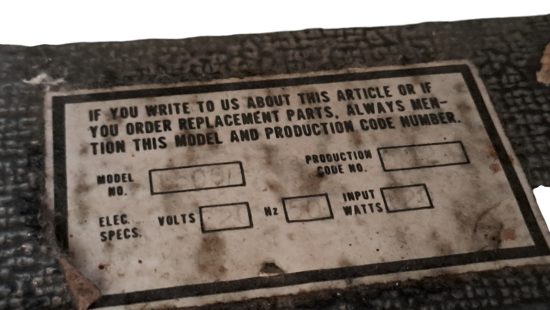 IF YOU WRITE TO US ABOUT THIS ARTICLE OR IF
YOU ORDER REPLACEMENT PARTS, ALWAYS MEN-
TION THIS MODEL AND PRODUCTION CODE NUMBER.
MODEL NO. PRODUCTION CODE NO.
ELEC. SPECS. VOLTS HZ INPUT WATTS